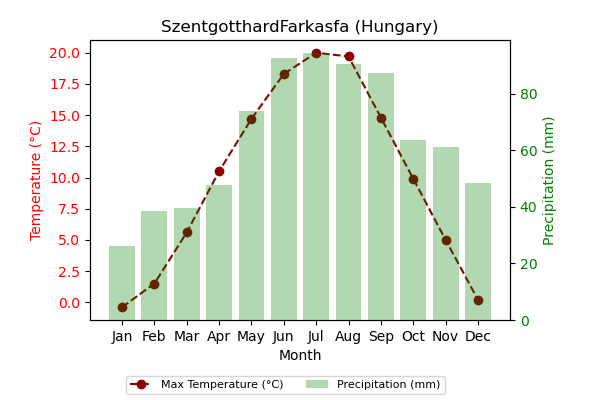 SzentgotthardFarkasfa (Hungary)
Temperature (°C)
20.0
17.5
15.0
12.5
10.0
7.5
5.0
2.5
0.0
80
60
40
20
0
Precipitation (mm)
Jan Feb Mar Apr May Jun Jul Aug Sep Oct Nov Dec
Month
Max Temperature (°C) Precipitation (mm)